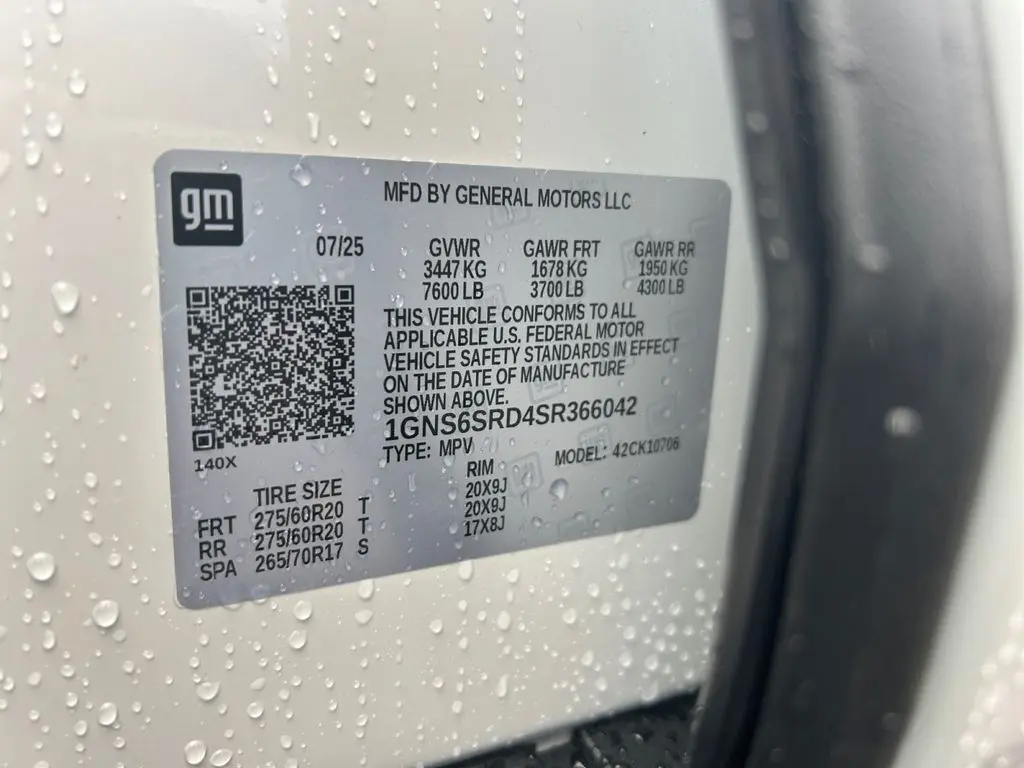 gm
MFD BY GENERAL MOTORS LLC
07/25 GVWR GAWR FRT GAWR RR
3447 KG 1678 KG 1950 KG
7600 LB 3700 LB 4300 LB
THIS VEHICLE CONFORMS TO ALL
APPLICABLE U.S. FEDERAL MOTOR
VEHICLE SAFETY STANDARDS IN EFFECT
ON THE DATE OF MANUFACTURE
SHOWN ABOVE.
1GNS6SRD4SR366042
TYPE: MPV MODEL: 42CK10706
140X
TIRE SIZE RIM
FRT 275/60R20 T 20X9J
RR 275/60R20 T 20X9J
SPA 265/70R17 S 17X8J